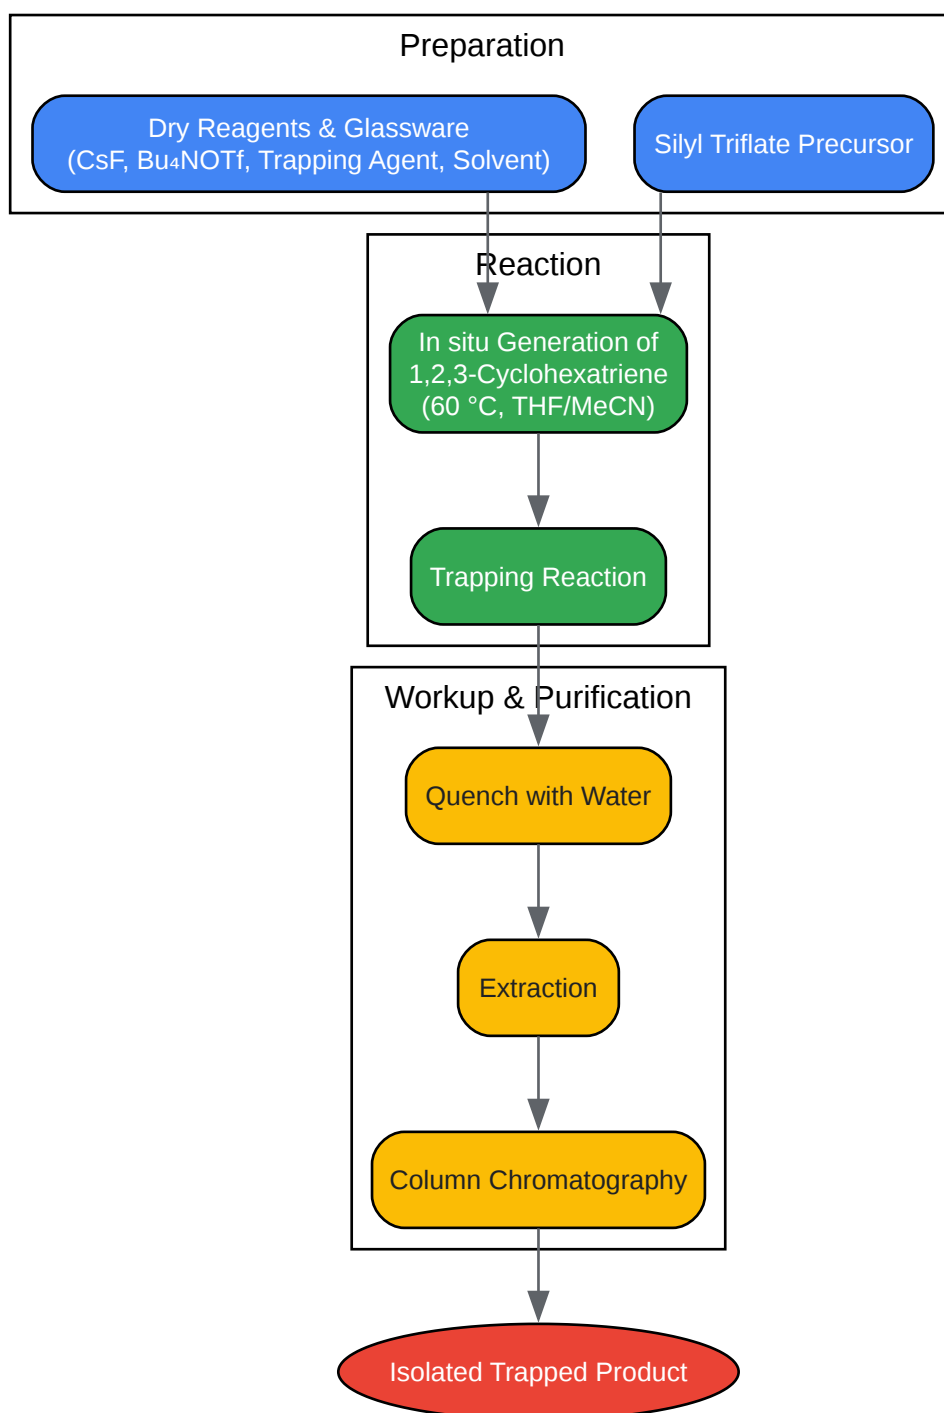 Preparation
Dry Reagents & Glassware
(CsF, Bu₄NOTf, Trapping Agent, Solvent)
Silyl Triflate Precursor
Reaction
In situ Generation of
1,2,3-Cyclohexatriene
(60 °C, THF/MeCN)
Trapping Reaction
Workup & Purification
Quench with Water
Extraction
Column Chromatography
Isolated Trapped Product